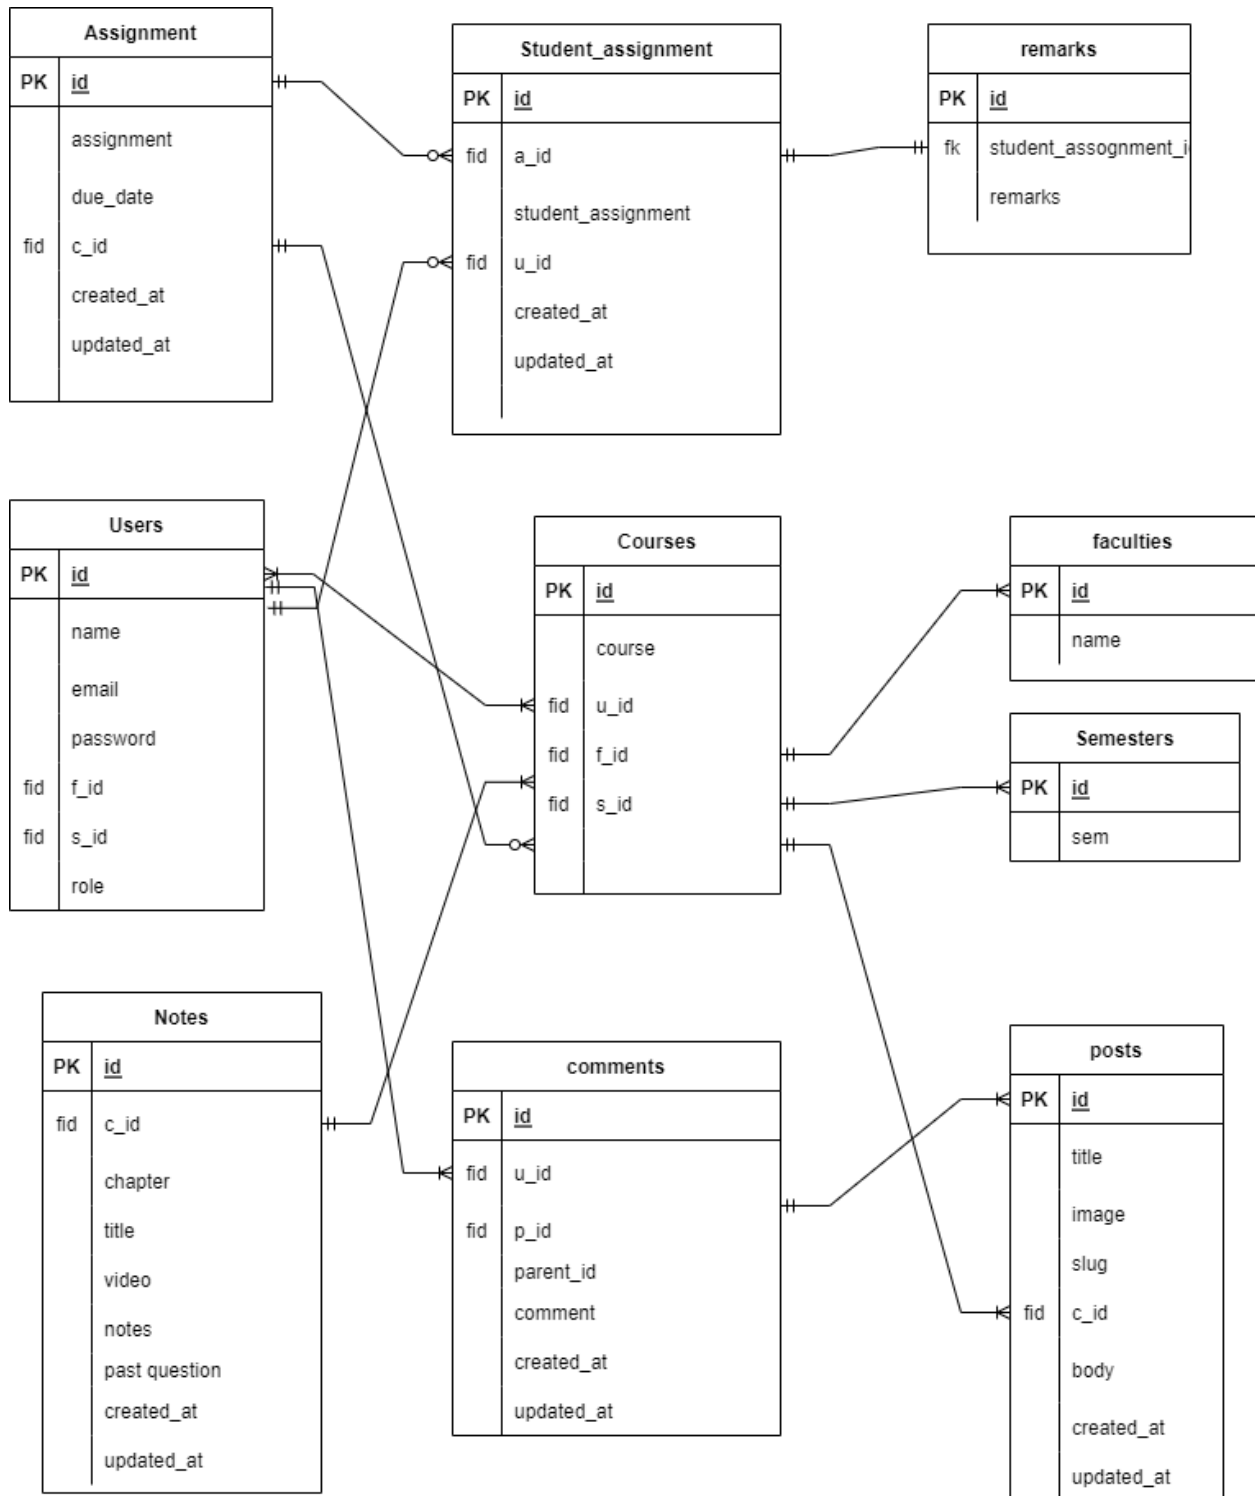 Assignment
PK id
assignment
due_date
fid c_id
created_at
updated_at
Student_assignment
PK id
fid a_id
student_assignment
fid u_id
created_at
updated_at
remarks
PK id
fk student_assognment_i
remarks
Users
PK id
name
email
password
fid f_id
fid s_id
role
Courses
PK id
course
fid u_id
fid f_id
fid s_id
faculties
PK id
name
Semesters
PK id
sem
Notes
PK id
fid c_id
chapter
title
video
notes
past question
created_at
updated_at
comments
PK id
fid u_id
fid p_id
parent_id
comment
created_at
updated_at
posts
PK id
title
image
slug
fid c_id
body
created_at
updated_at